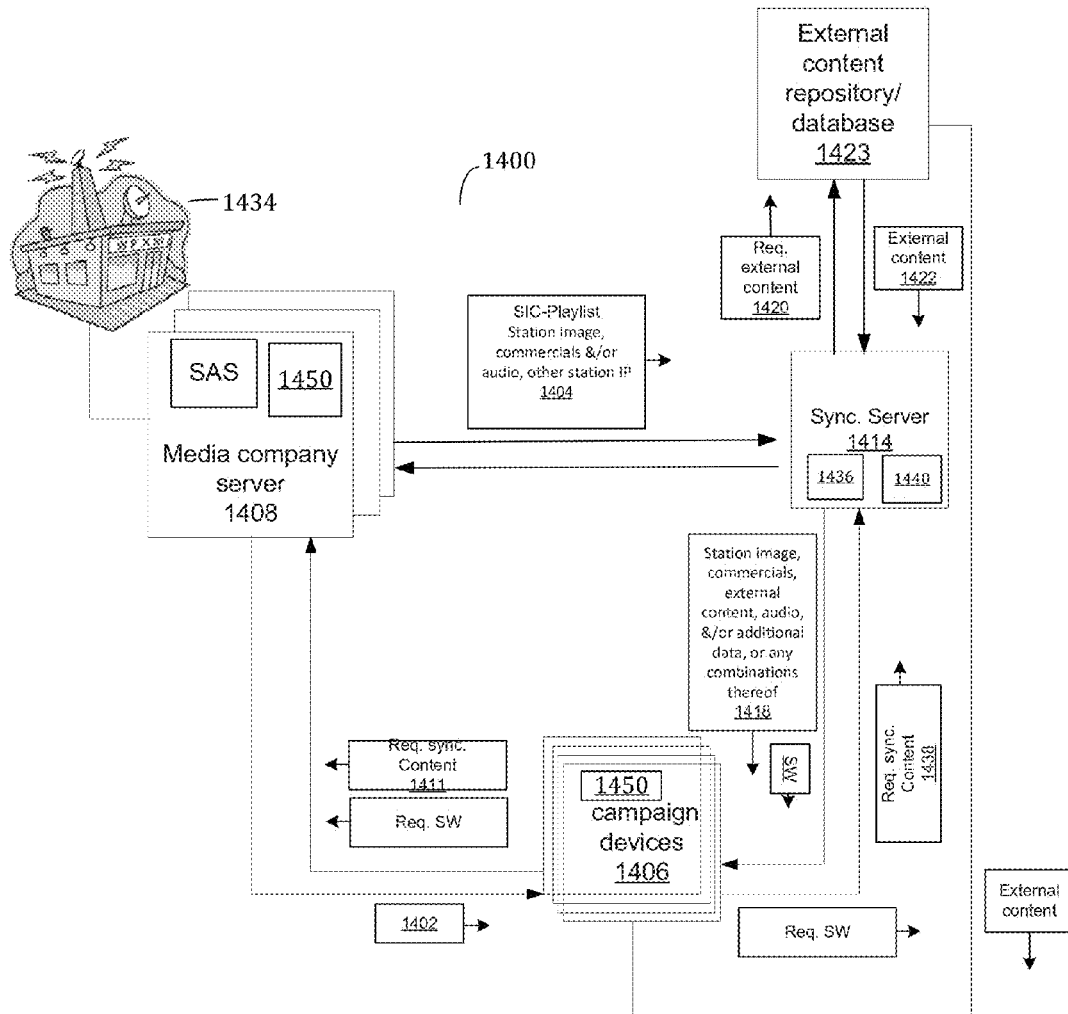 External
content
repository/
database
1423
1400
1434
Req.
external
content
1420
External
content
1422
SIC-Playlist
Station image,
commercials &/or
audio, other station IP
1404
SAS
1450
Media company
server
1408
Sync. Server
1414
1436
1440
Station image,
commercials,
external
content, audio,
&/or additional
data, or any
combinations
thereof
1418
SW
Req. sync.
Content
1438
Req. sync.
Content
1411
Req. SW
1450
campaign
devices
1406
1402
Req. SW
External
content